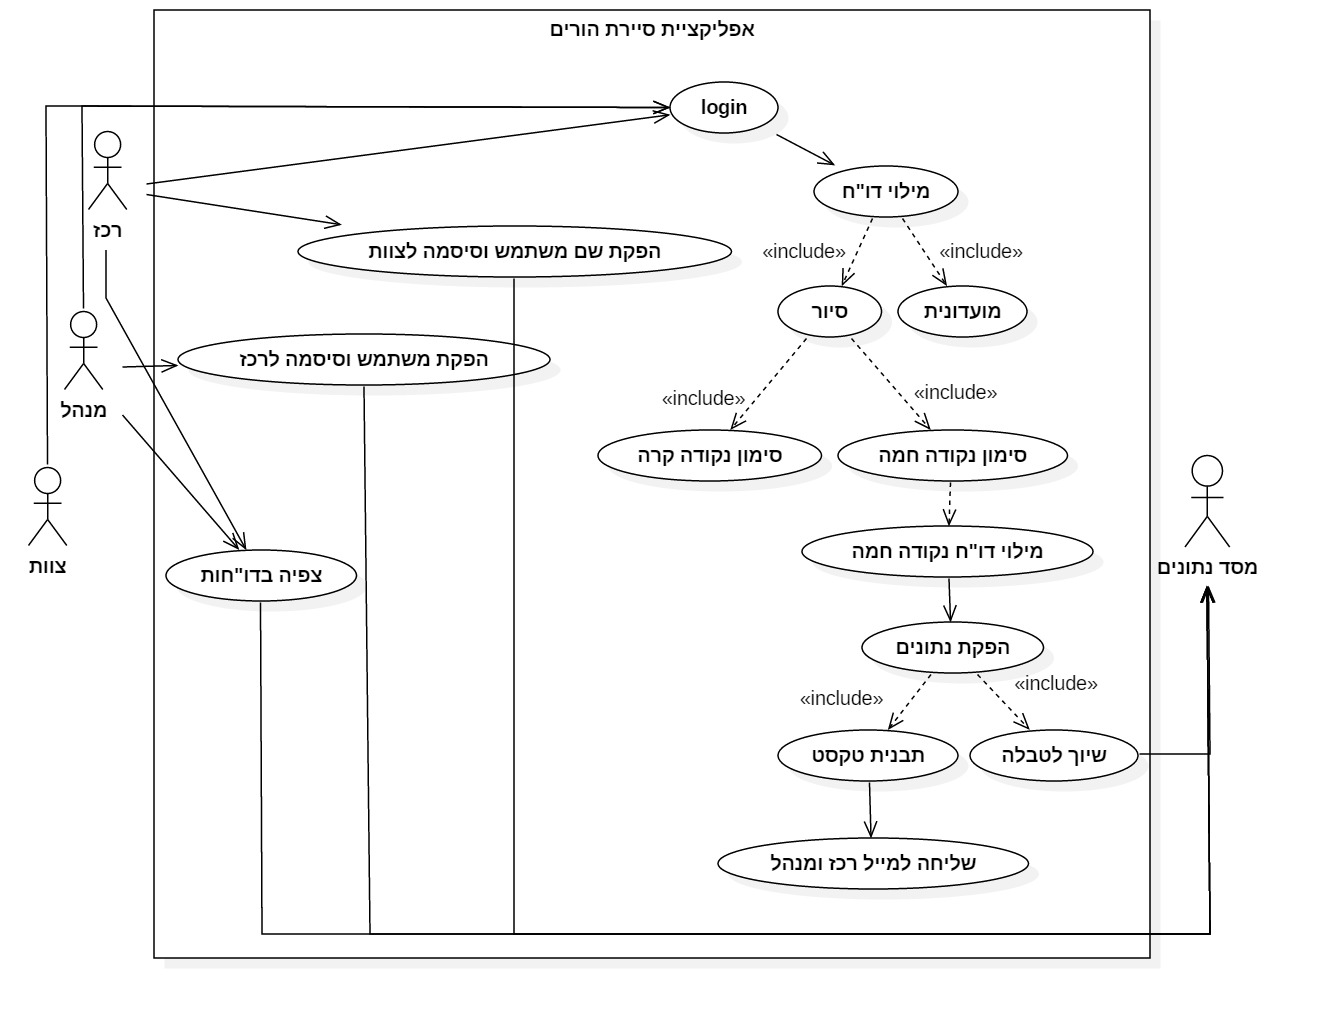 אפליקציית סיירת הורים
login
רכז
מילוי דו"ח
הפקת שם משתמש וסיסמה לצוות
«include»
«include»
סיור
מועדונית
מנהל
הפקת משתמש וסיסמה לרכז
«include»
«include»
סימון נקודה קרה
סימון נקודה חמה
צוות
מסד נתונים
מילוי דו"ח נקודה חמה
צפיה בדו"חות
הפקת נתונים
«include»
«include»
תבנית טקסט
שיוך לטבלה
שליחה למייל רכז ומנהל